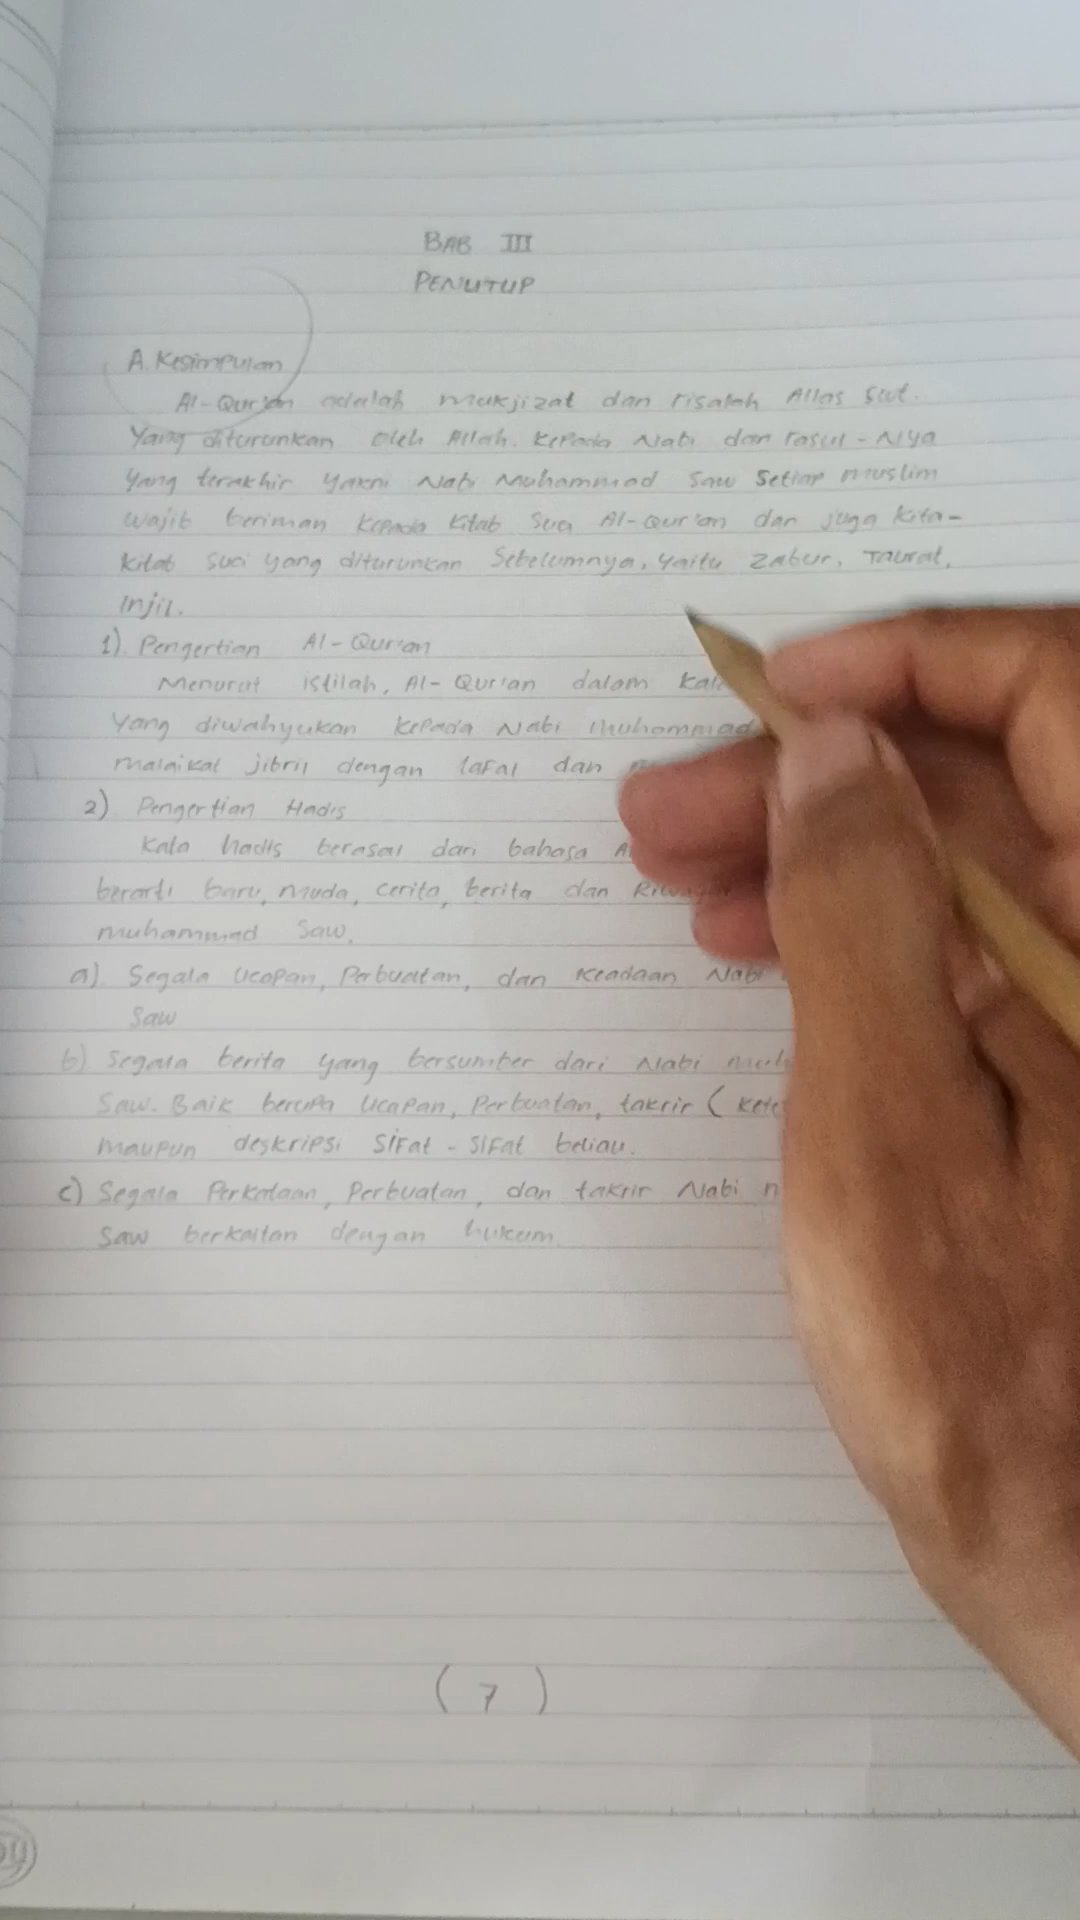 BAB III
PENUTUP
A. Kesimpulan
Al-Qur'an adalah mukjizat dan risalah Allas Swt.
Yang diturunkan oleh Allah. Kepada Nabi dan rasul-Nya
yang terakhir yakni Nabi Muhammad Saw Setiap muslim
wajib beriman kepada kitab Suci Al-Qur'an dan juga kita-
kitab Suci yang diturunkan Sebelumnya, yaitu Zabur, Taurat,
Injil.
1). Pengertian Al-Qur'an
Menurut istilah, Al-Qur'an dalam
yang diwahyukan kepada Nabi Muhammad
malaikat jibril dengan lafal dan
2) Pengertian Hadis
Kata hadis berasal dari bahasa
berarti baru, muda, cerita, berita dan
muhammad Saw.
a). Segala Ucapan, Perbuatan, dan Keadaan Nabi
Saw
b) Segala berita yang bersumber dari Nabi
Saw. Baik berupa Ucapan, Perbuatan, takrir (
maupun deskripsi Sifat-sifat beliau.
c) Segala Perkataan, Perbuatan, dan takrir Nabi
Saw berkaitan dengan hukum.
(7)